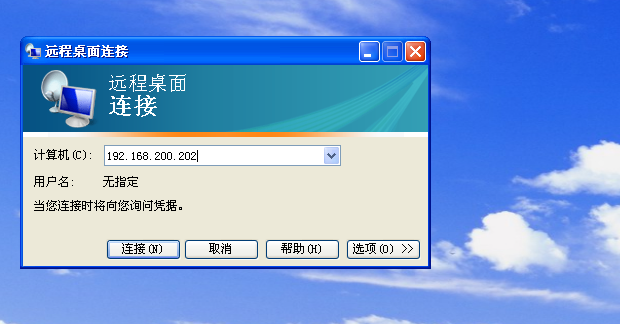 远程桌面连接
远程桌面
连接
计算机(C): 192.168.200.202
用户名: 无指定
当您连接时将向您询问凭据。
连接(N) 取消 帮助(H) 选项(O) >>